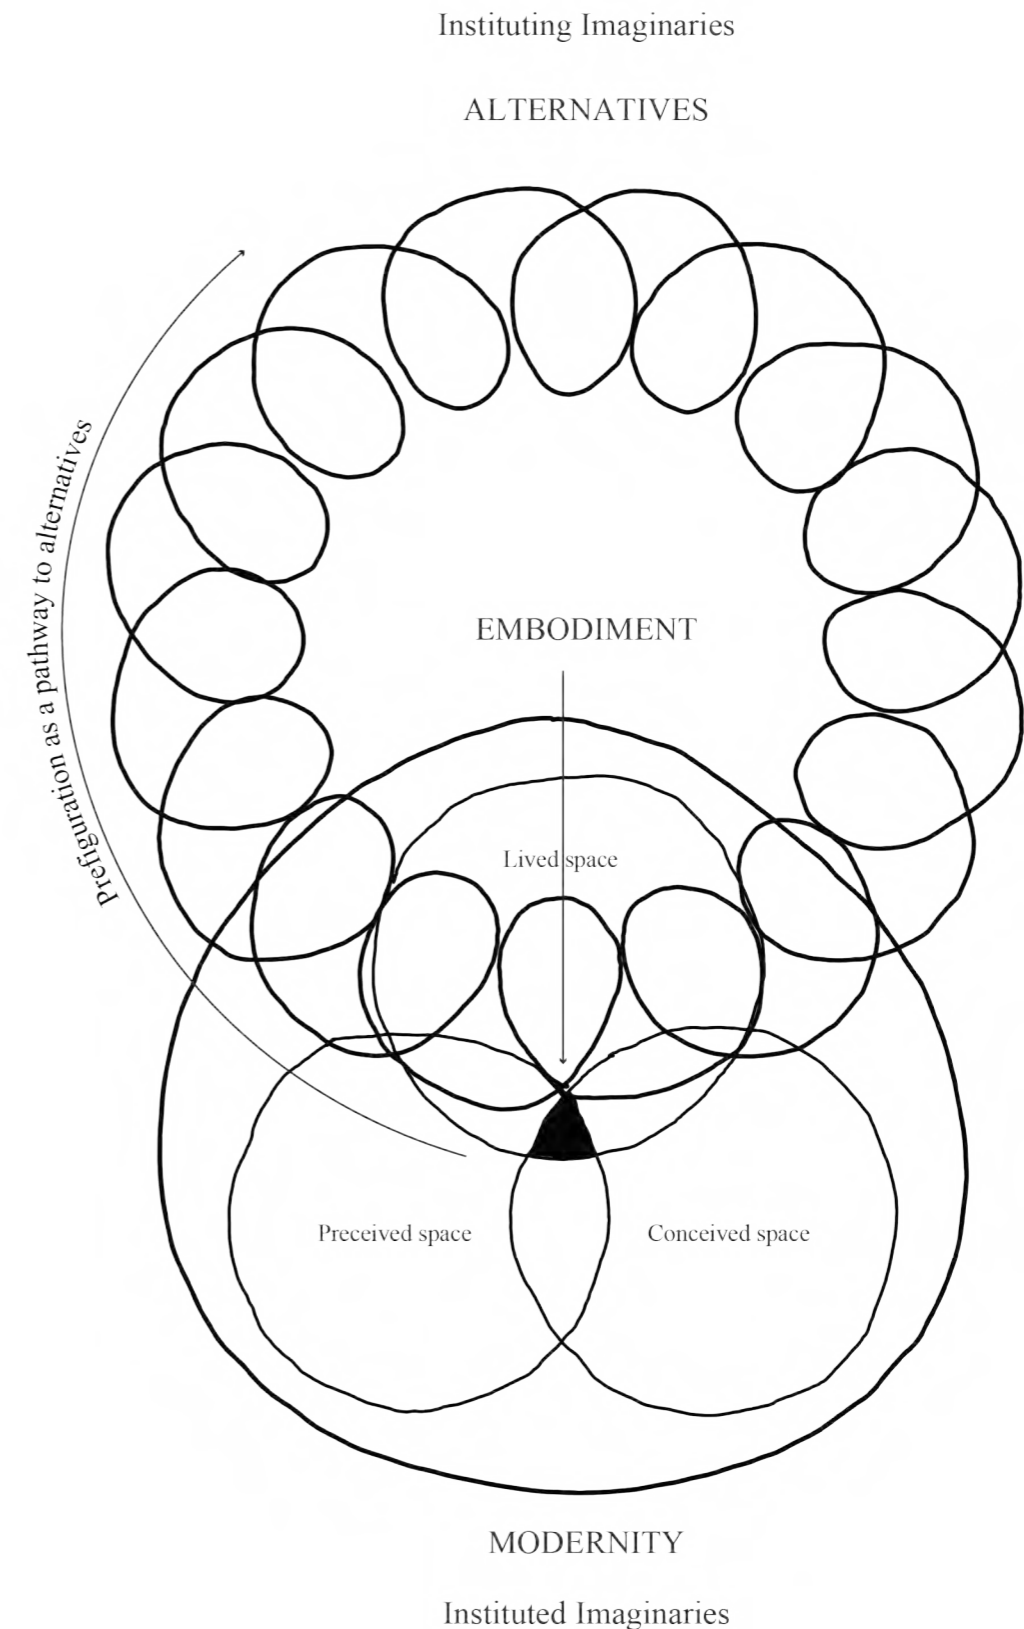 Instituting Imaginaries
ALTERNATIVES
Prefiguration as a pathway to alternatives
EMBODIMENT
Lived space
Preceived space
Conceived space
MODERNITY
Instituted Imaginaries